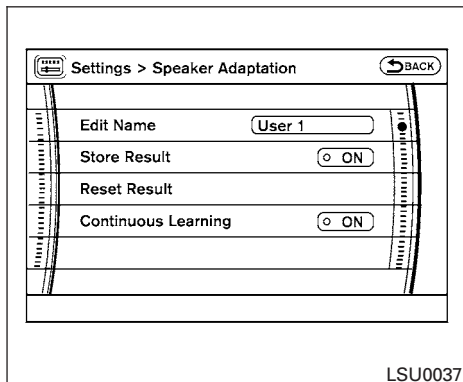 Settings > Speaker Adaptation BACK
Edit Name User 1
Store Result ON
Reset Result
Continuous Learning ON
LSU0037